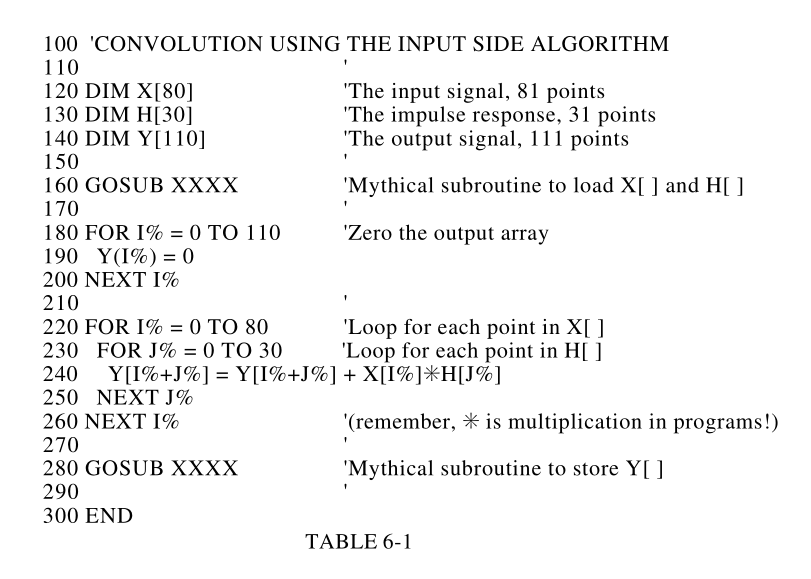 100 'CONVOLUTION USING THE INPUT SIDE ALGORITHM
110 '
120 DIM X[80] 'The input signal, 81 points
130 DIM H[30] 'The impulse response, 31 points
140 DIM Y[110] 'The output signal, 111 points
150 '
160 GOSUB XXXX 'Mythical subroutine to load X[ ] and H[ ]
170 '
180 FOR I% = 0 TO 110 'Zero the output array
190 Y(I%) = 0
200 NEXT I%
210 '
220 FOR I% = 0 TO 80 'Loop for each point in X[ ]
230 FOR J% = 0 TO 30 'Loop for each point in H[ ]
240 Y[I%+J%] = Y[I%+J%] + X[I%]✳H[J%]
250 NEXT J%
260 NEXT I% '(remember, ✳ is multiplication in programs!)
270 '
280 GOSUB XXXX 'Mythical subroutine to store Y[ ]
290 '
300 END
TABLE 6-1